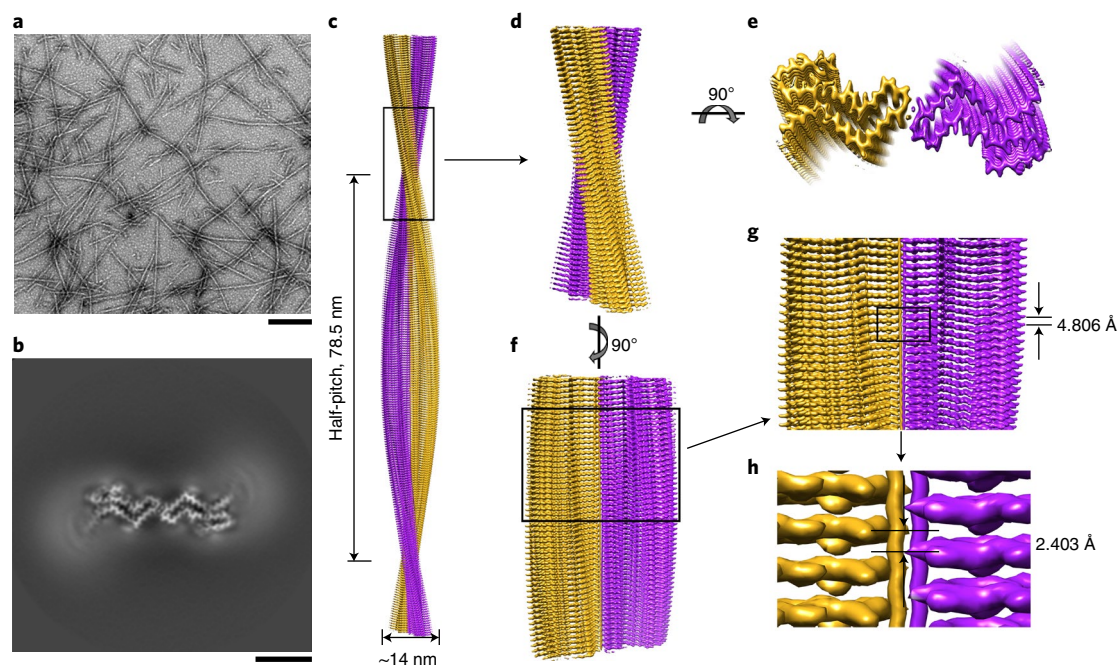 a
b
c
Half-pitch, 78.5 nm
~14 nm
d
90°
e
f
90°
g
4.806 Å
h
2.403 Å